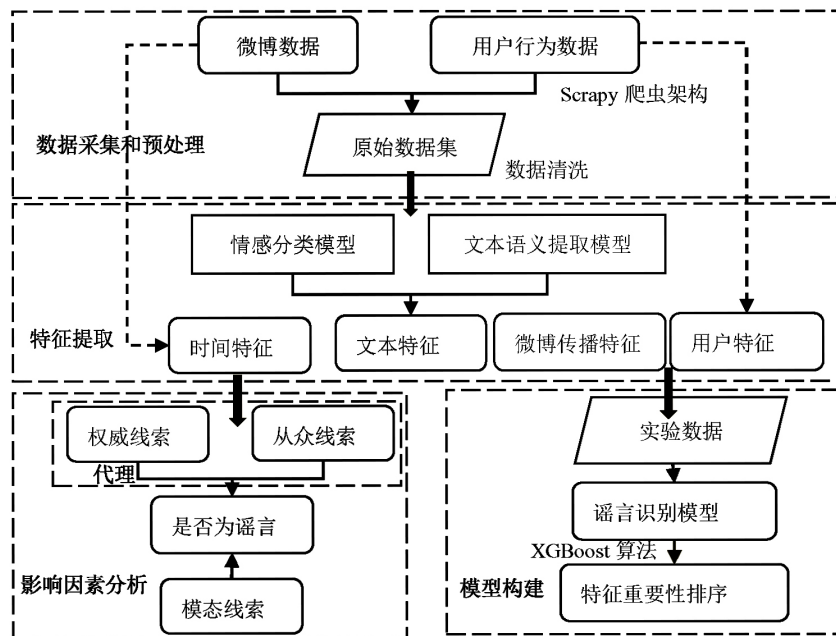 微博数据
用户行为数据
Scrapy 爬虫架构
数据采集和预处理
原始数据集
数据清洗
情感分类模型
文本语义提取模型
特征提取
时间特征
文本特征
微博传播特征
用户特征
权威线索
从众线索
代理
是否为谣言
影响因素分析
模态线索
实验数据
谣言识别模型
XGBoost 算法
模型构建
特征重要性排序